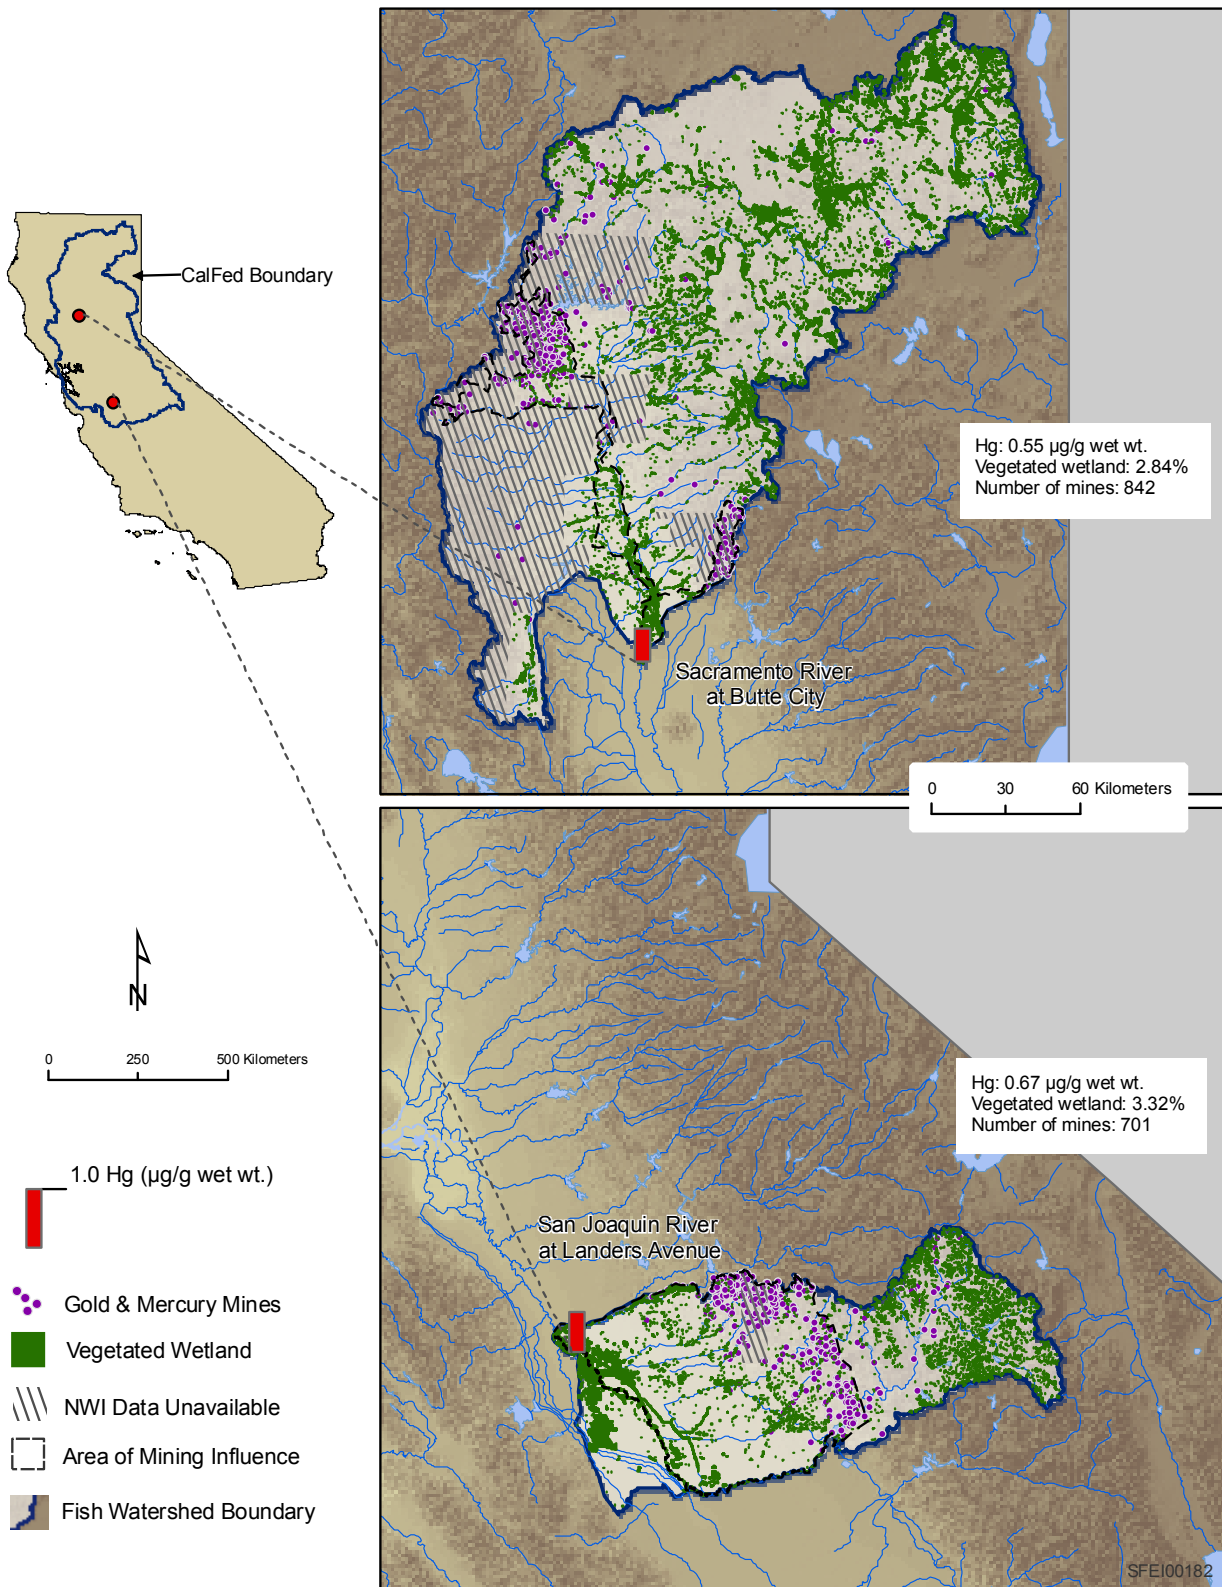 CalFed Boundary
Hg: 0.55 µg/g wet wt.
Vegetated wetland: 2.84%
Number of mines: 842
Sacramento River
at Butte City
0 30 60 Kilometers
N
0 250 500 Kilometers
Hg: 0.67 µg/g wet wt.
Vegetated wetland: 3.32%
Number of mines: 701
1.0 Hg (µg/g wet wt.)
San Joaquin River
at Landers Avenue
Gold & Mercury Mines
Vegetated Wetland
NWI Data Unavailable
Area of Mining Influence
Fish Watershed Boundary
SFEI00182